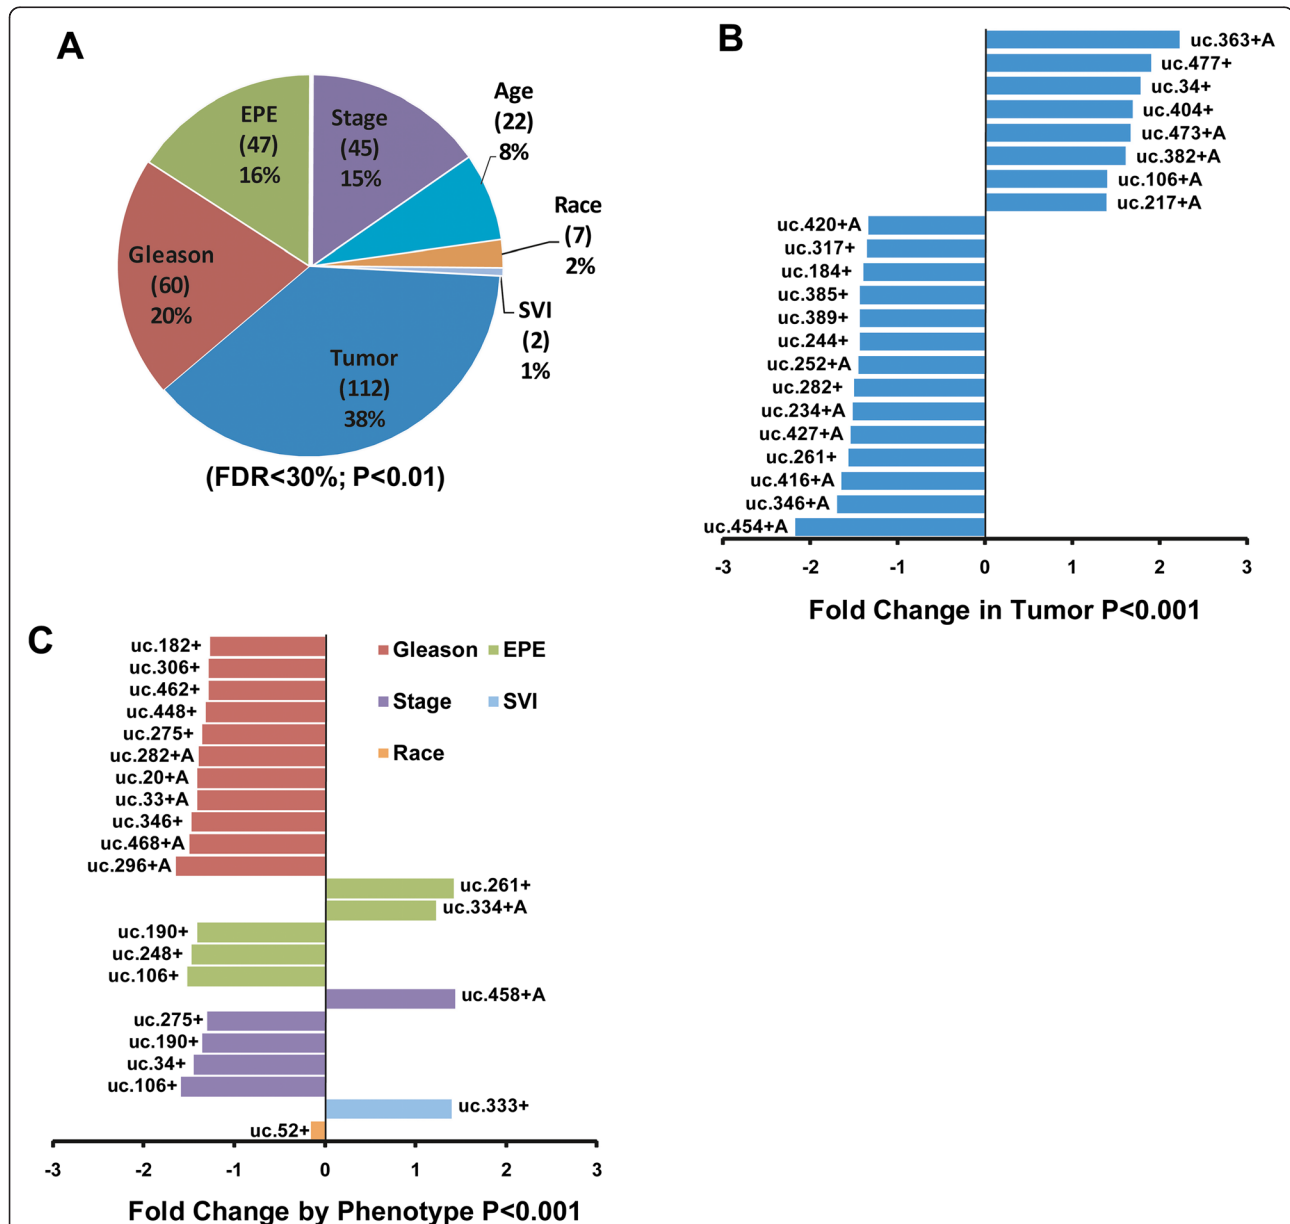 A
EPE
(47)
16%
Stage
(45)
15%
Age
(22)
8%
Race
(7)
2%
SVI
(2)
1%
Gleason
(60)
20%
Tumor
(112)
38%
(FDR<30%; P<0.01)
B
uc.363+A
uc.477+
uc.34+
uc.404+
uc.473+A
uc.382+A
uc.106+A
uc.217+A
uc.420+A
uc.317+
uc.184+
uc.385+
uc.389+
uc.244+
uc.252+A
uc.282+
uc.234+A
uc.427+A
uc.261+
uc.416+A
uc.346+A
uc.454+A
-3 -2 -1 0 1 2 3
Fold Change in Tumor P<0.001
C
Gleason EPE
Stage SVI
Race
uc.182+
uc.306+
uc.462+
uc.448+
uc.275+
uc.282+A
uc.20+A
uc.33+A
uc.346+
uc.468+A
uc.296+A
uc.261+
uc.334+A
uc.190+
uc.248+
uc.106+
uc.458+A
uc.275+
uc.190+
uc.34+
uc.106+
uc.333+
uc.52+
-3 -2 -1 0 1 2 3
Fold Change by Phenotype P<0.001